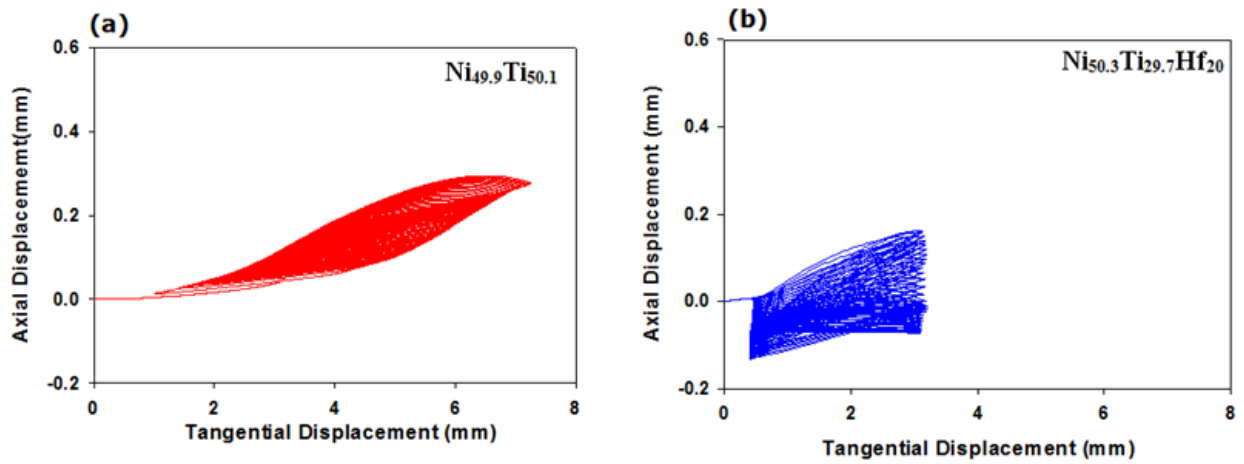 (a)
Ni49.9Ti50.1
0.6
0.4
0.2
0.0
-0.2
Axial Displacememt(mm)
0
2
4
6
8
Tangential Displacement (mm)
(b)
Ni50.3Ti29.7Hf20
0.6
0.4
0.2
0.0
-0.2
Axial Displacement (mm)
0
2
4
6
8
Tangential Displacement (mm)